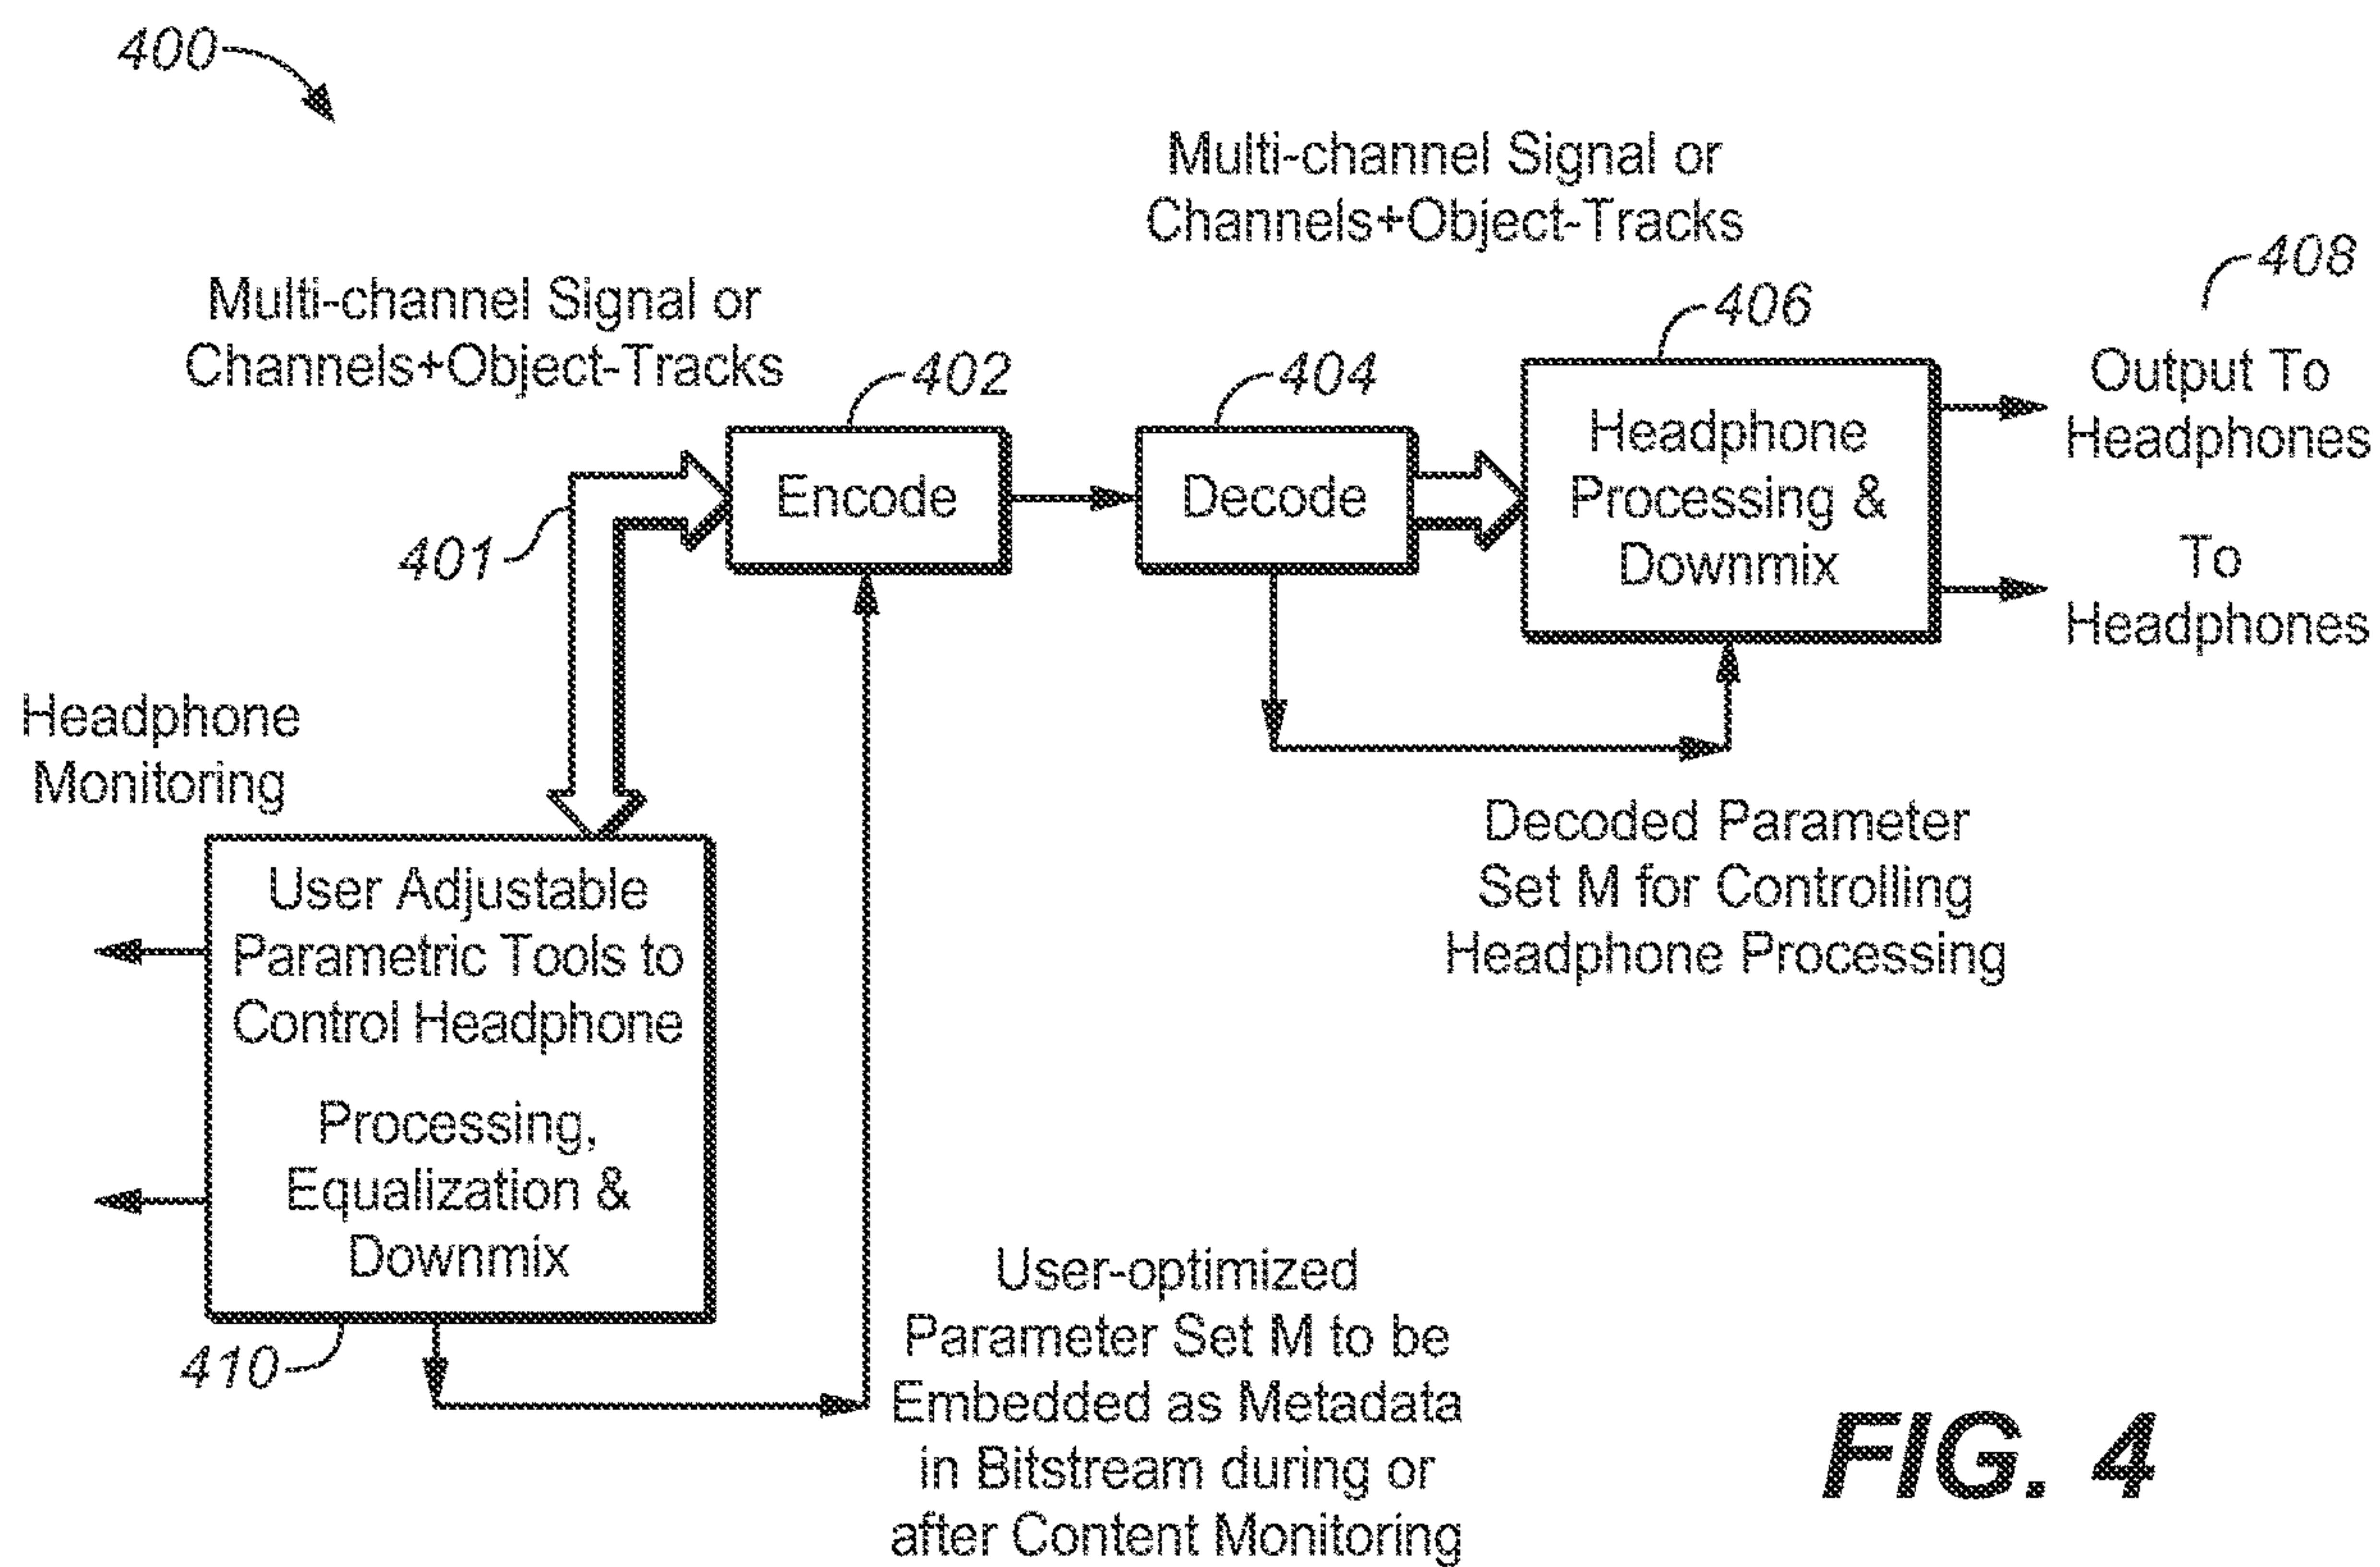 400
Multi-channel Signal or
Channels+Object-Tracks
408
406
Multi-channel Signal or
Channels+Object-Tracks
402
404
Output To
Headphones
Headphone
Processing &
Downmix
Encode
Decode
401
To
Headphones
Headphone
Monitoring
Decoded Parameter
Set M for Controlling
Headphone Processing
User Adjustable
Parametric Tools to
Control Headphone
Processing,
Equalization &
Downmix
410
User-optimized
Parameter Set M to be
Embedded as Metadata
in Bitstream during or
after Content Monitoring
FIG. 4